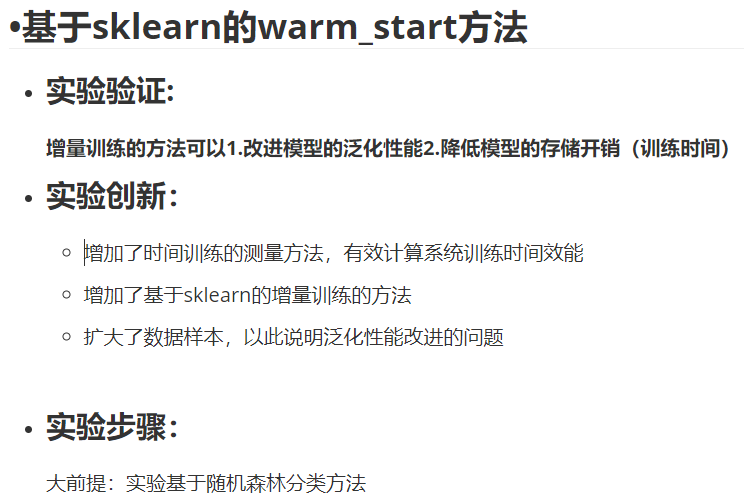 •基于sklearn的warm_start方法
• 实验验证:
增量训练的方法可以1.改进模型的泛化性能2.降低模型的存储开销（训练时间）
• 实验创新：
○ 增加了时间训练的测量方法，有效计算系统训练时间效能
○ 增加了基于sklearn的增量训练的方法
○ 扩大了数据样本，以此说明泛化性能改进的问题
• 实验步骤：
大前提：实验基于随机森林分类方法